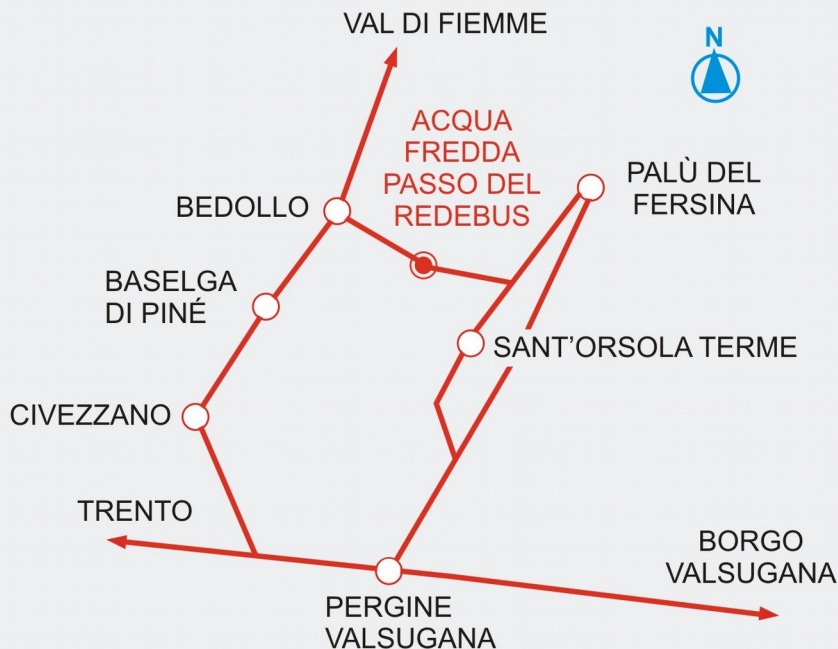 VAL DI FIEMME
N
ACQUA
FREDDA
PASSO DEL
REDEBUS
PALÙ DEL
FERSINA
BEDOLLO
BASELGA
DI PINÉ
SANT'ORSOLA TERME
CIVEZZANO
TRENTO
BORGO
VALSUGANA
PERGINE
VALSUGANA